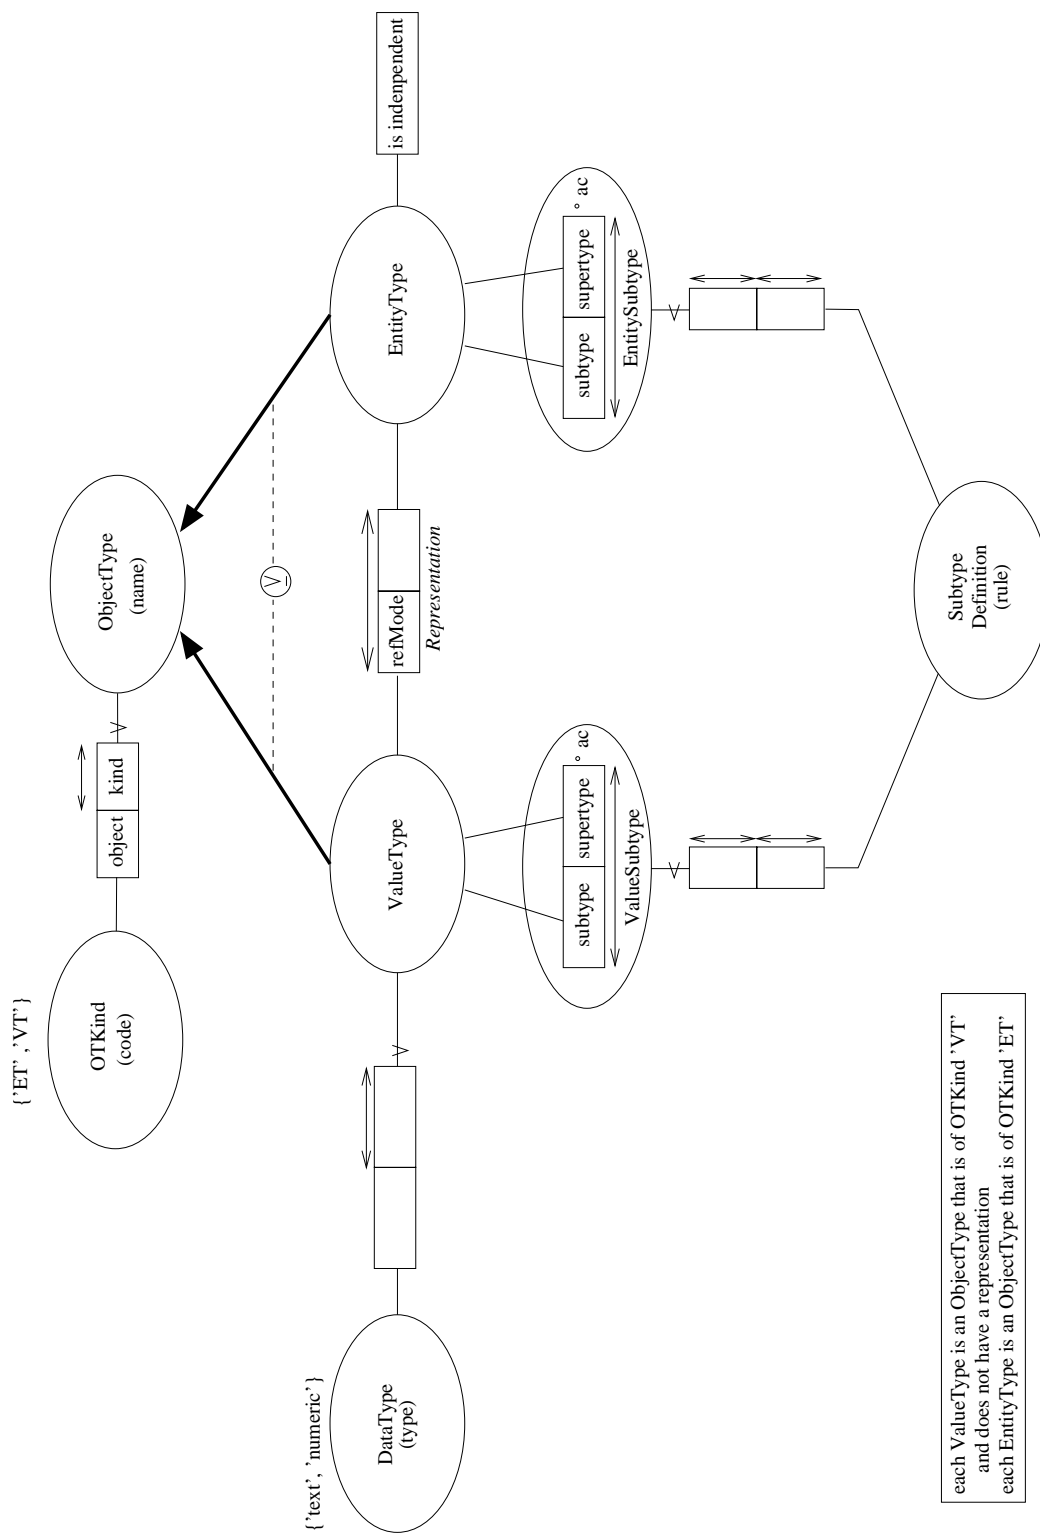 {'ET' ,'VT'}
OTKind
(code)
object
kind
ObjectType
(name)
V
{'text', 'numeric'}
DataType
(type)
ValueType
refMode
Representation
EntityType
is indenpendent
subtype
supertype
° ac
ValueSubtype
subtype
supertype
° ac
EntitySubtype
Subtype
Definition
(rule)
each ValueType is an ObjectType that is of OTKind 'VT'
and does not have a representation
each EntityType is an ObjectType that is of OTKind 'ET'